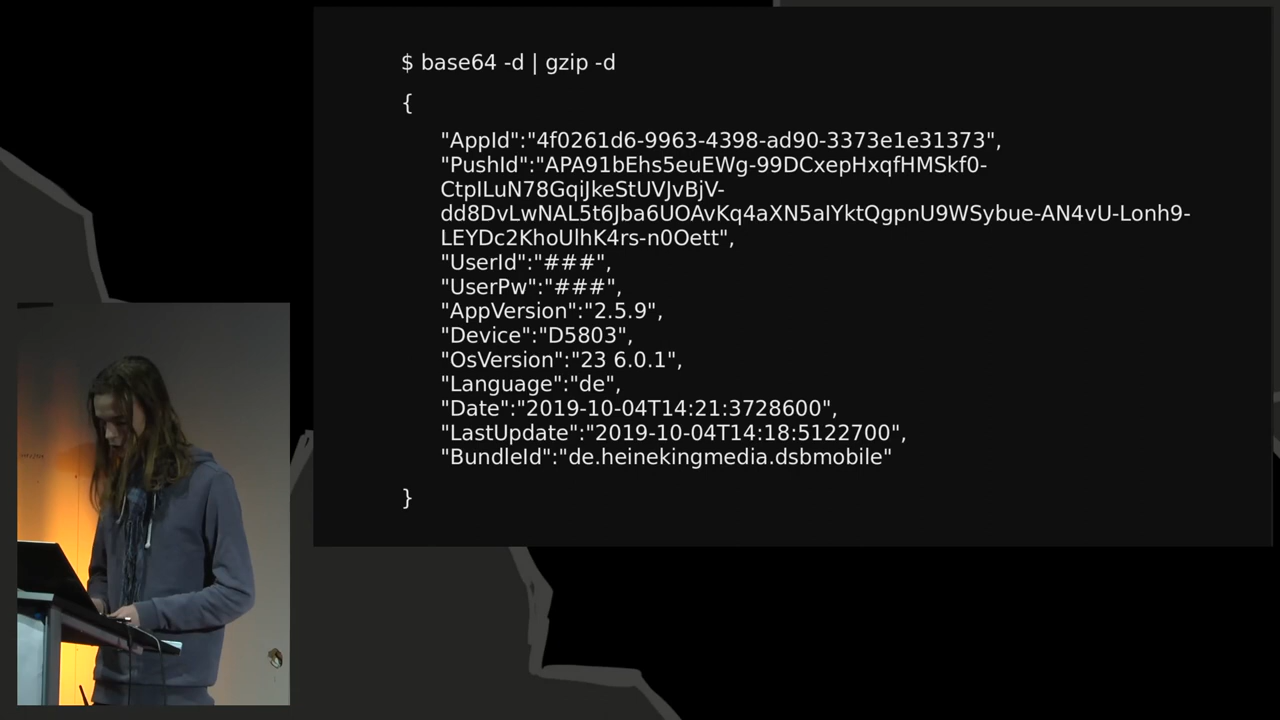 $ base64 -d | gzip -d
{
"AppId":"4f0261d6-9963-4398-ad90-3373e1e31373",
"PushId":"APA91bEhs5euEWg-99DCxepHxqfHMSkf0-
CtpILuN78GqiJkeStUVJvBjV-
dd8DvLwNAL5t6Jba6UOAvKq4aXN5aIYktQgpnU9WSybue-AN4vU-Lonh9-
LEYDc2KhoUlhK4rs-n0Oett",
"UserId":"###",
"UserPw":"###",
"AppVersion":"2.5.9",
"Device":"D5803",
"OsVersion":"23 6.0.1",
"Language":"de",
"Date":"2019-10-04T14:21:3728600",
"LastUpdate":"2019-10-04T14:18:5122700",
"BundleId":"de.heinekingmedia.dsbmobile"
}